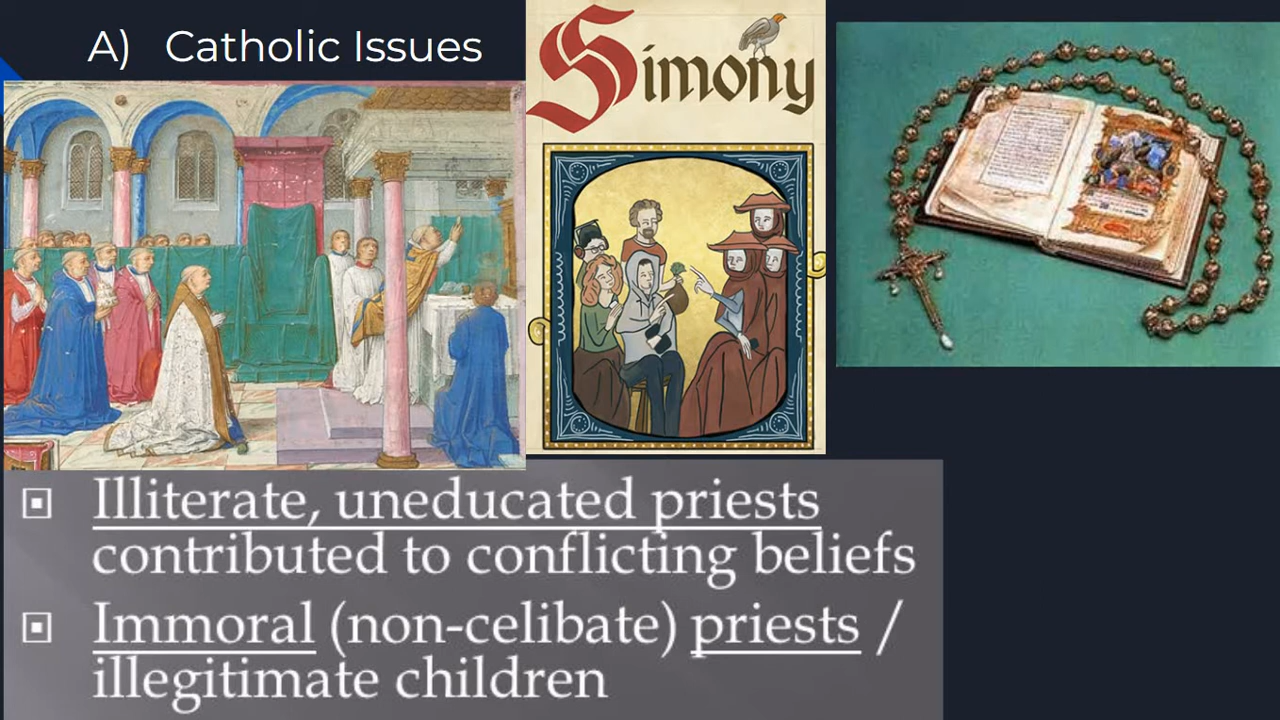 A) Catholic Issues
Simony
Illiterate, uneducated priests
contributed to conflicting beliefs
Immoral (non-celibate) priests /
illegitimate children